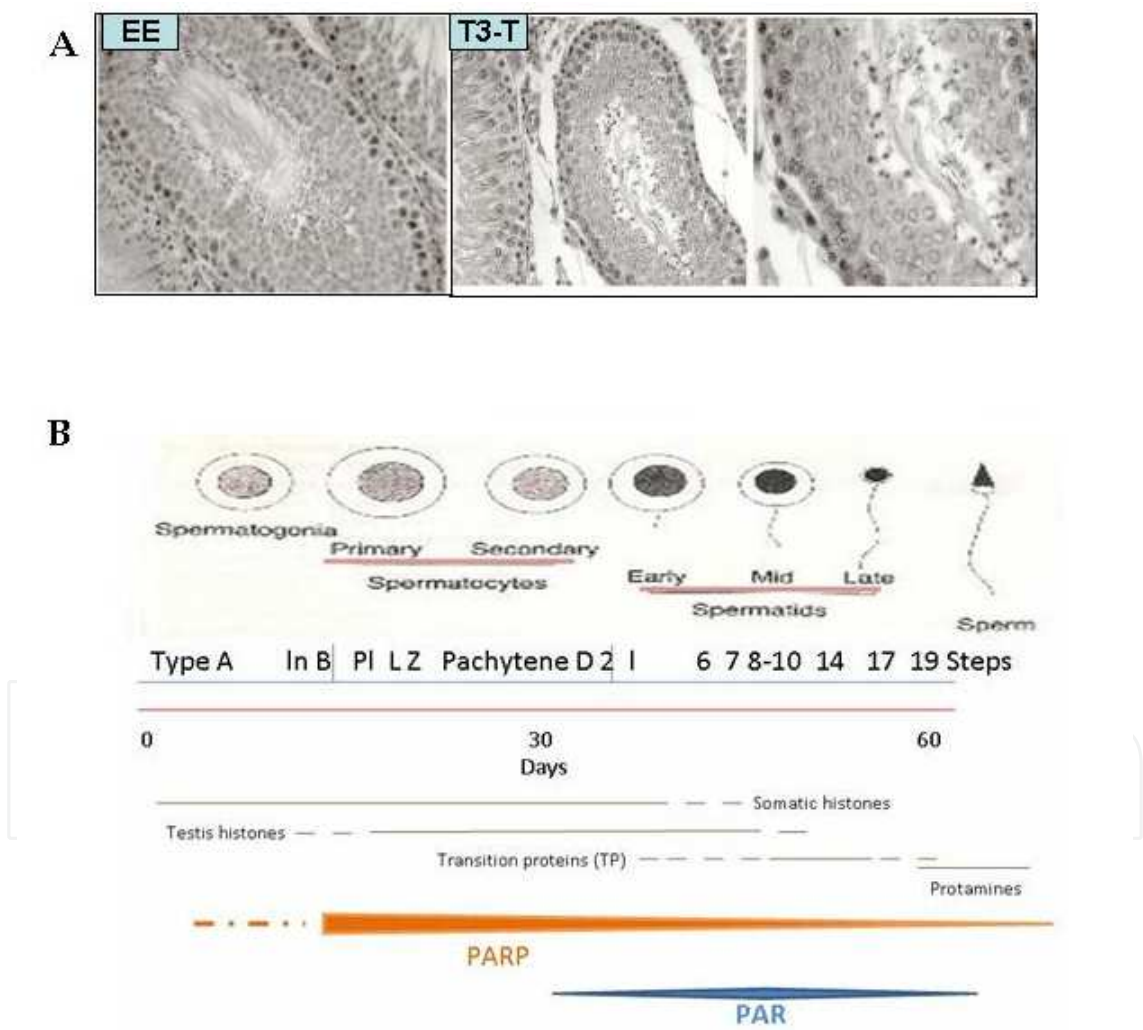 A
EE
T3-T
B
Spermatogonia
Primary Secondary
Spermatocytes
Early Mid Late
Spermatids
Sperm
Type A In B Pl L Z Pachytene D 2 I 6 7 8-10 14 17 19 Steps
0 30 60
Days
Somatic histones
Testis histones
Transition proteins (TP)
Protamines
PARP
PAR